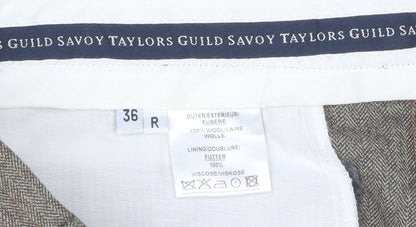 S GUILD SAVOY TAYLORS GUILD SAVOY TAYLORS GUILD SAVOY
36
R
OUTER/EXTERIEUR/
AUßERE
100% WOOL/LAINE
WOLLE
LINING/DOUBLURE/
FUTTER
100%
VISCOSE/VISKOSE